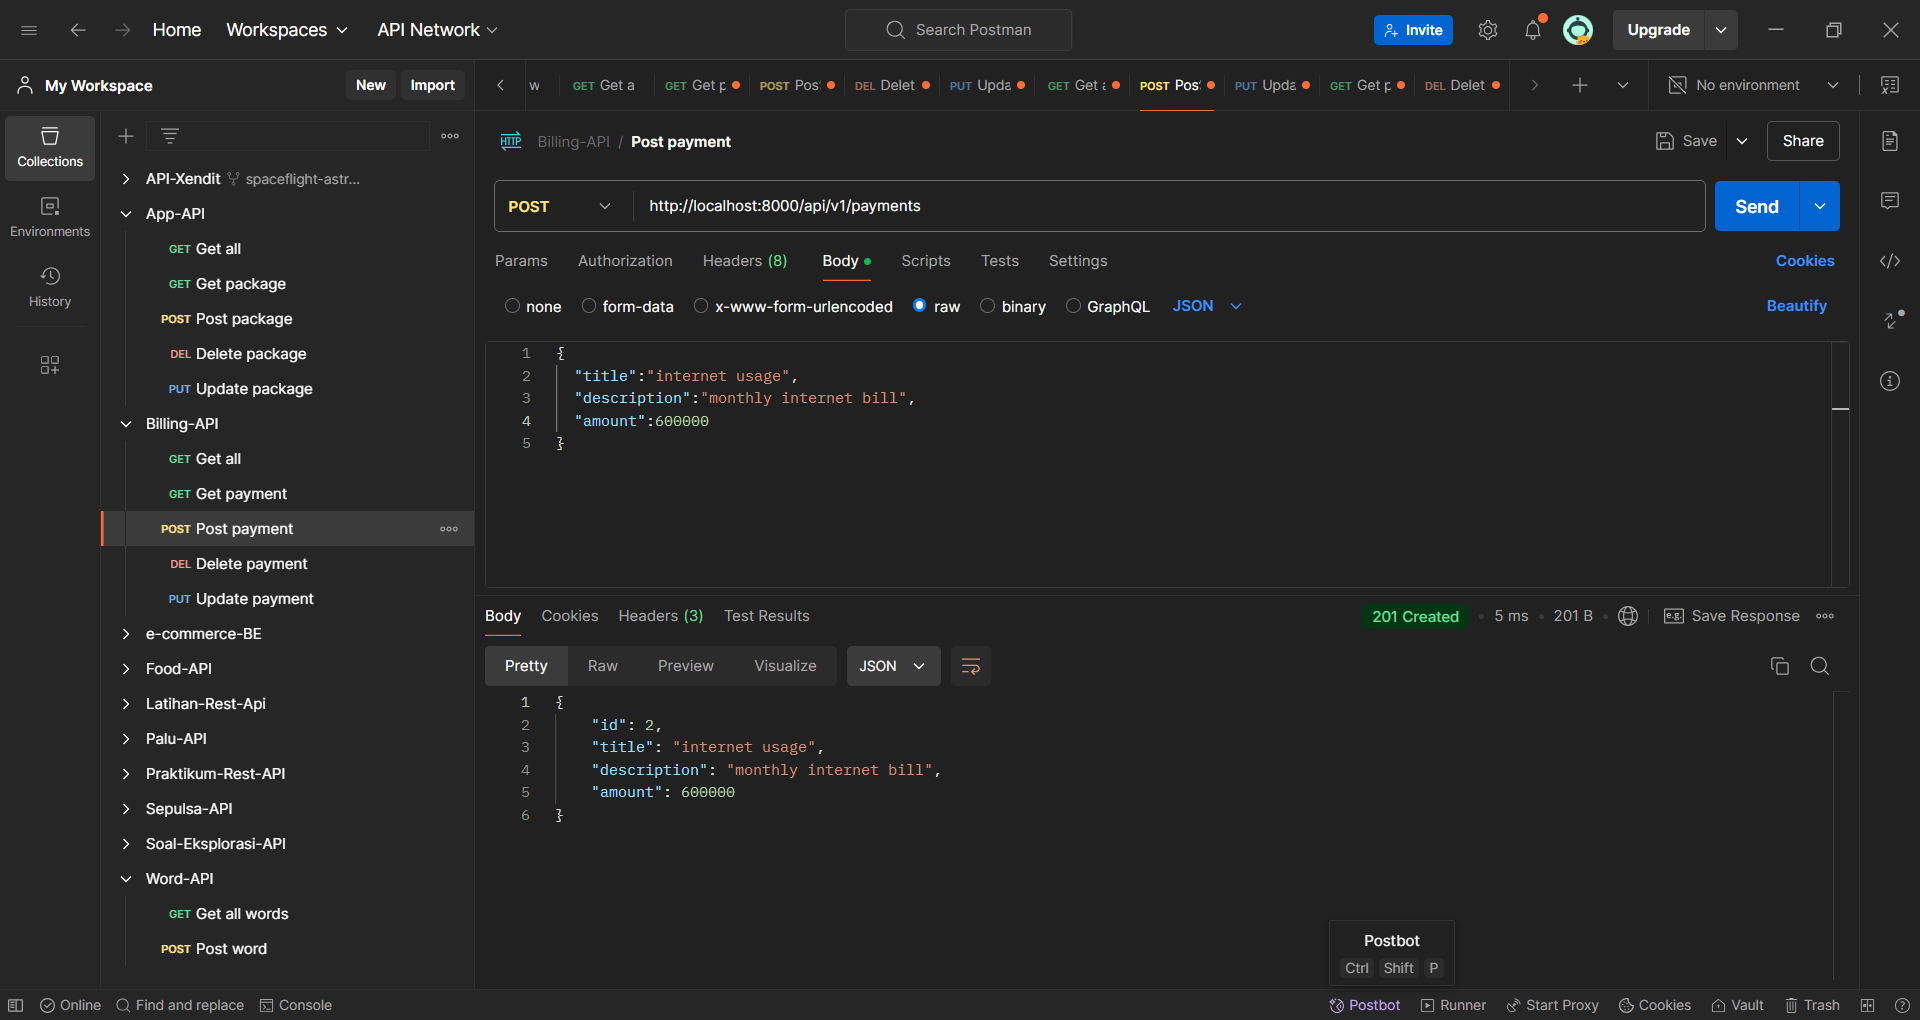 Home Workspaces API Network Search Postman Invite Upgrade
My Workspace New Import
w GET Get a GET Get p POST Pos DEL Delet PUT Upda GET Get a POST Pos PUT Upda GET Get p DEL Delet No environment
Collections
Environments
History
API-Xendit spaceflight-astr...
App-API
GET Get all
GET Get package
POST Post package
DEL Delete package
PUT Update package
Billing-API
GET Get all
GET Get payment
POST Post payment
DEL Delete payment
PUT Update payment
e-commerce-BE
Food-API
Latihan-Rest-Api
Palu-API
Praktikum-Rest-API
Sepulsa-API
Soal-Eksplorasi-API
Word-API
GET Get all words
POST Post word
HTTP Billing-API / Post payment Save Share
POST http://localhost:8000/api/v1/payments Send
Params Authorization Headers (8) Body Scripts Tests Settings Cookies
none form-data x-www-form-urlencoded raw binary GraphQL JSON Beautify
1 {
2 "title":"internet usage",
3 "description":"monthly internet bill",
4 "amount":600000
5 }
Body Cookies Headers (3) Test Results 201 Created 5 ms 201 B e.g. Save Response
Pretty Raw Preview Visualize JSON
1 {
2 "id": 2,
3 "title": "internet usage",
4 "description": "monthly internet bill",
5 "amount": 600000
6 }
Postbot
Ctrl Shift P
Online Find and replace Console Postbot Runner Start Proxy Cookies Vault Trash